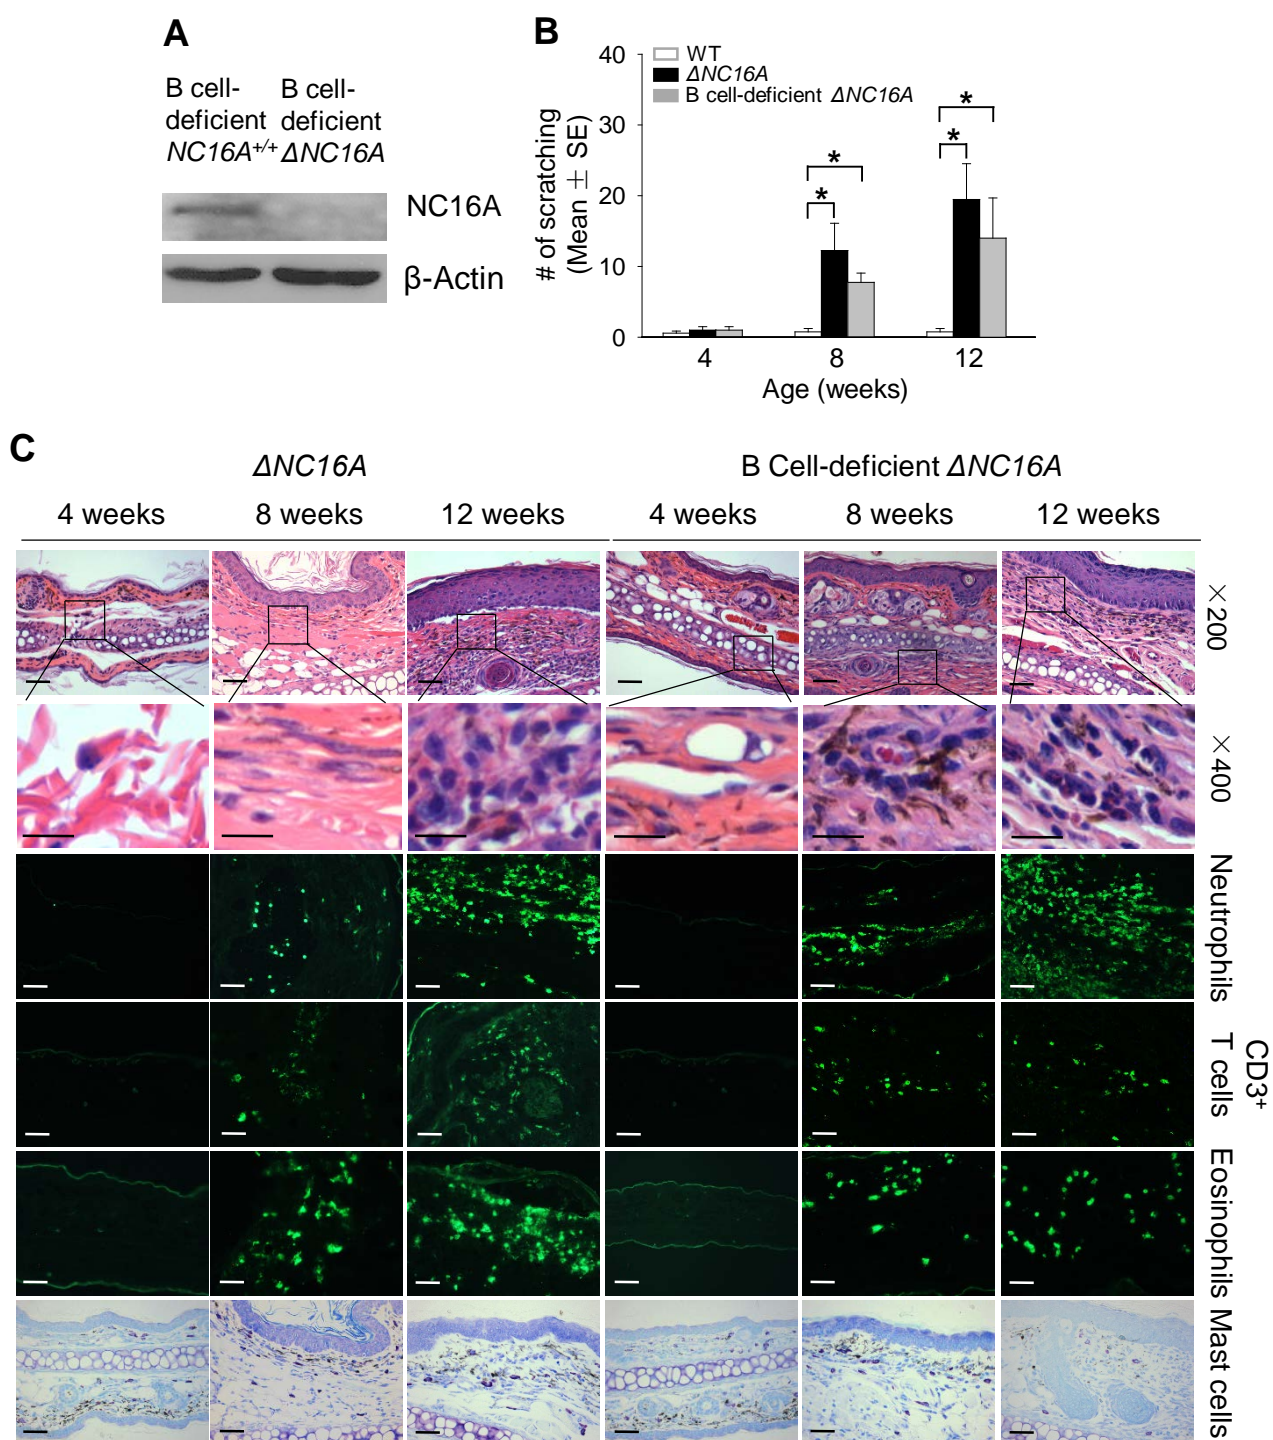 A
B cell-
deficient
NC16A+/+
B cell-
deficient
ΔNC16A
NC16A
β-Actin
B
WT
ΔNC16A
B cell-deficient ΔNC16A
# of scratching
(Mean ± SE)
40
30
20
10
0
*
*
*
*
4
8
12
Age (weeks)
C
ΔNC16A
B Cell-deficient ΔNC16A
4 weeks
8 weeks
12 weeks
4 weeks
8 weeks
12 weeks
×200
×400
Neutrophils
CD3+
T cells
Eosinophils
Mast cells